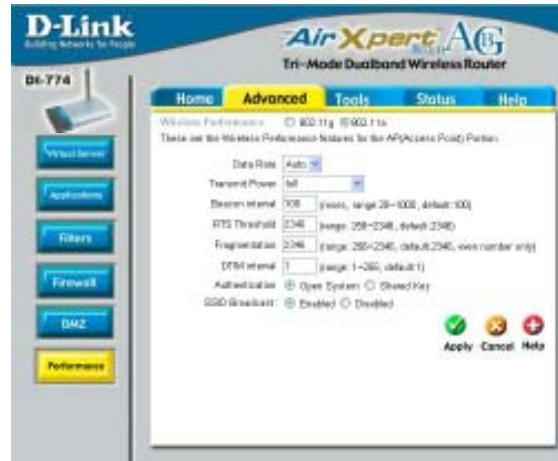 D-Link
Building Networks for People
Air Xpert ABG
Tri-Mode Dualband Wireless Router
DI-774
Home Advanced Tools Status Help
Virtual Server
Applications
Filters
Firewall
DMZ
Performance
Wireless Performance 802.11g 802.11a
These are the Wireless Performance features for the AP(Access Point) Portion.
Data Rate Auto
Transmit Power full
Beacon interval 100 (msec, range:20~1000, default:100)
RTS Threshold 2346 (range: 256~2346, default:2346)
Fragmentation 2346 (range: 256~2346, default:2346, even number only)
DTIM interval 1 (range: 1~255, default:1)
Authentication Open System Shared Key
SSID Broadcast: Enabled Disabled
Apply Cancel Help